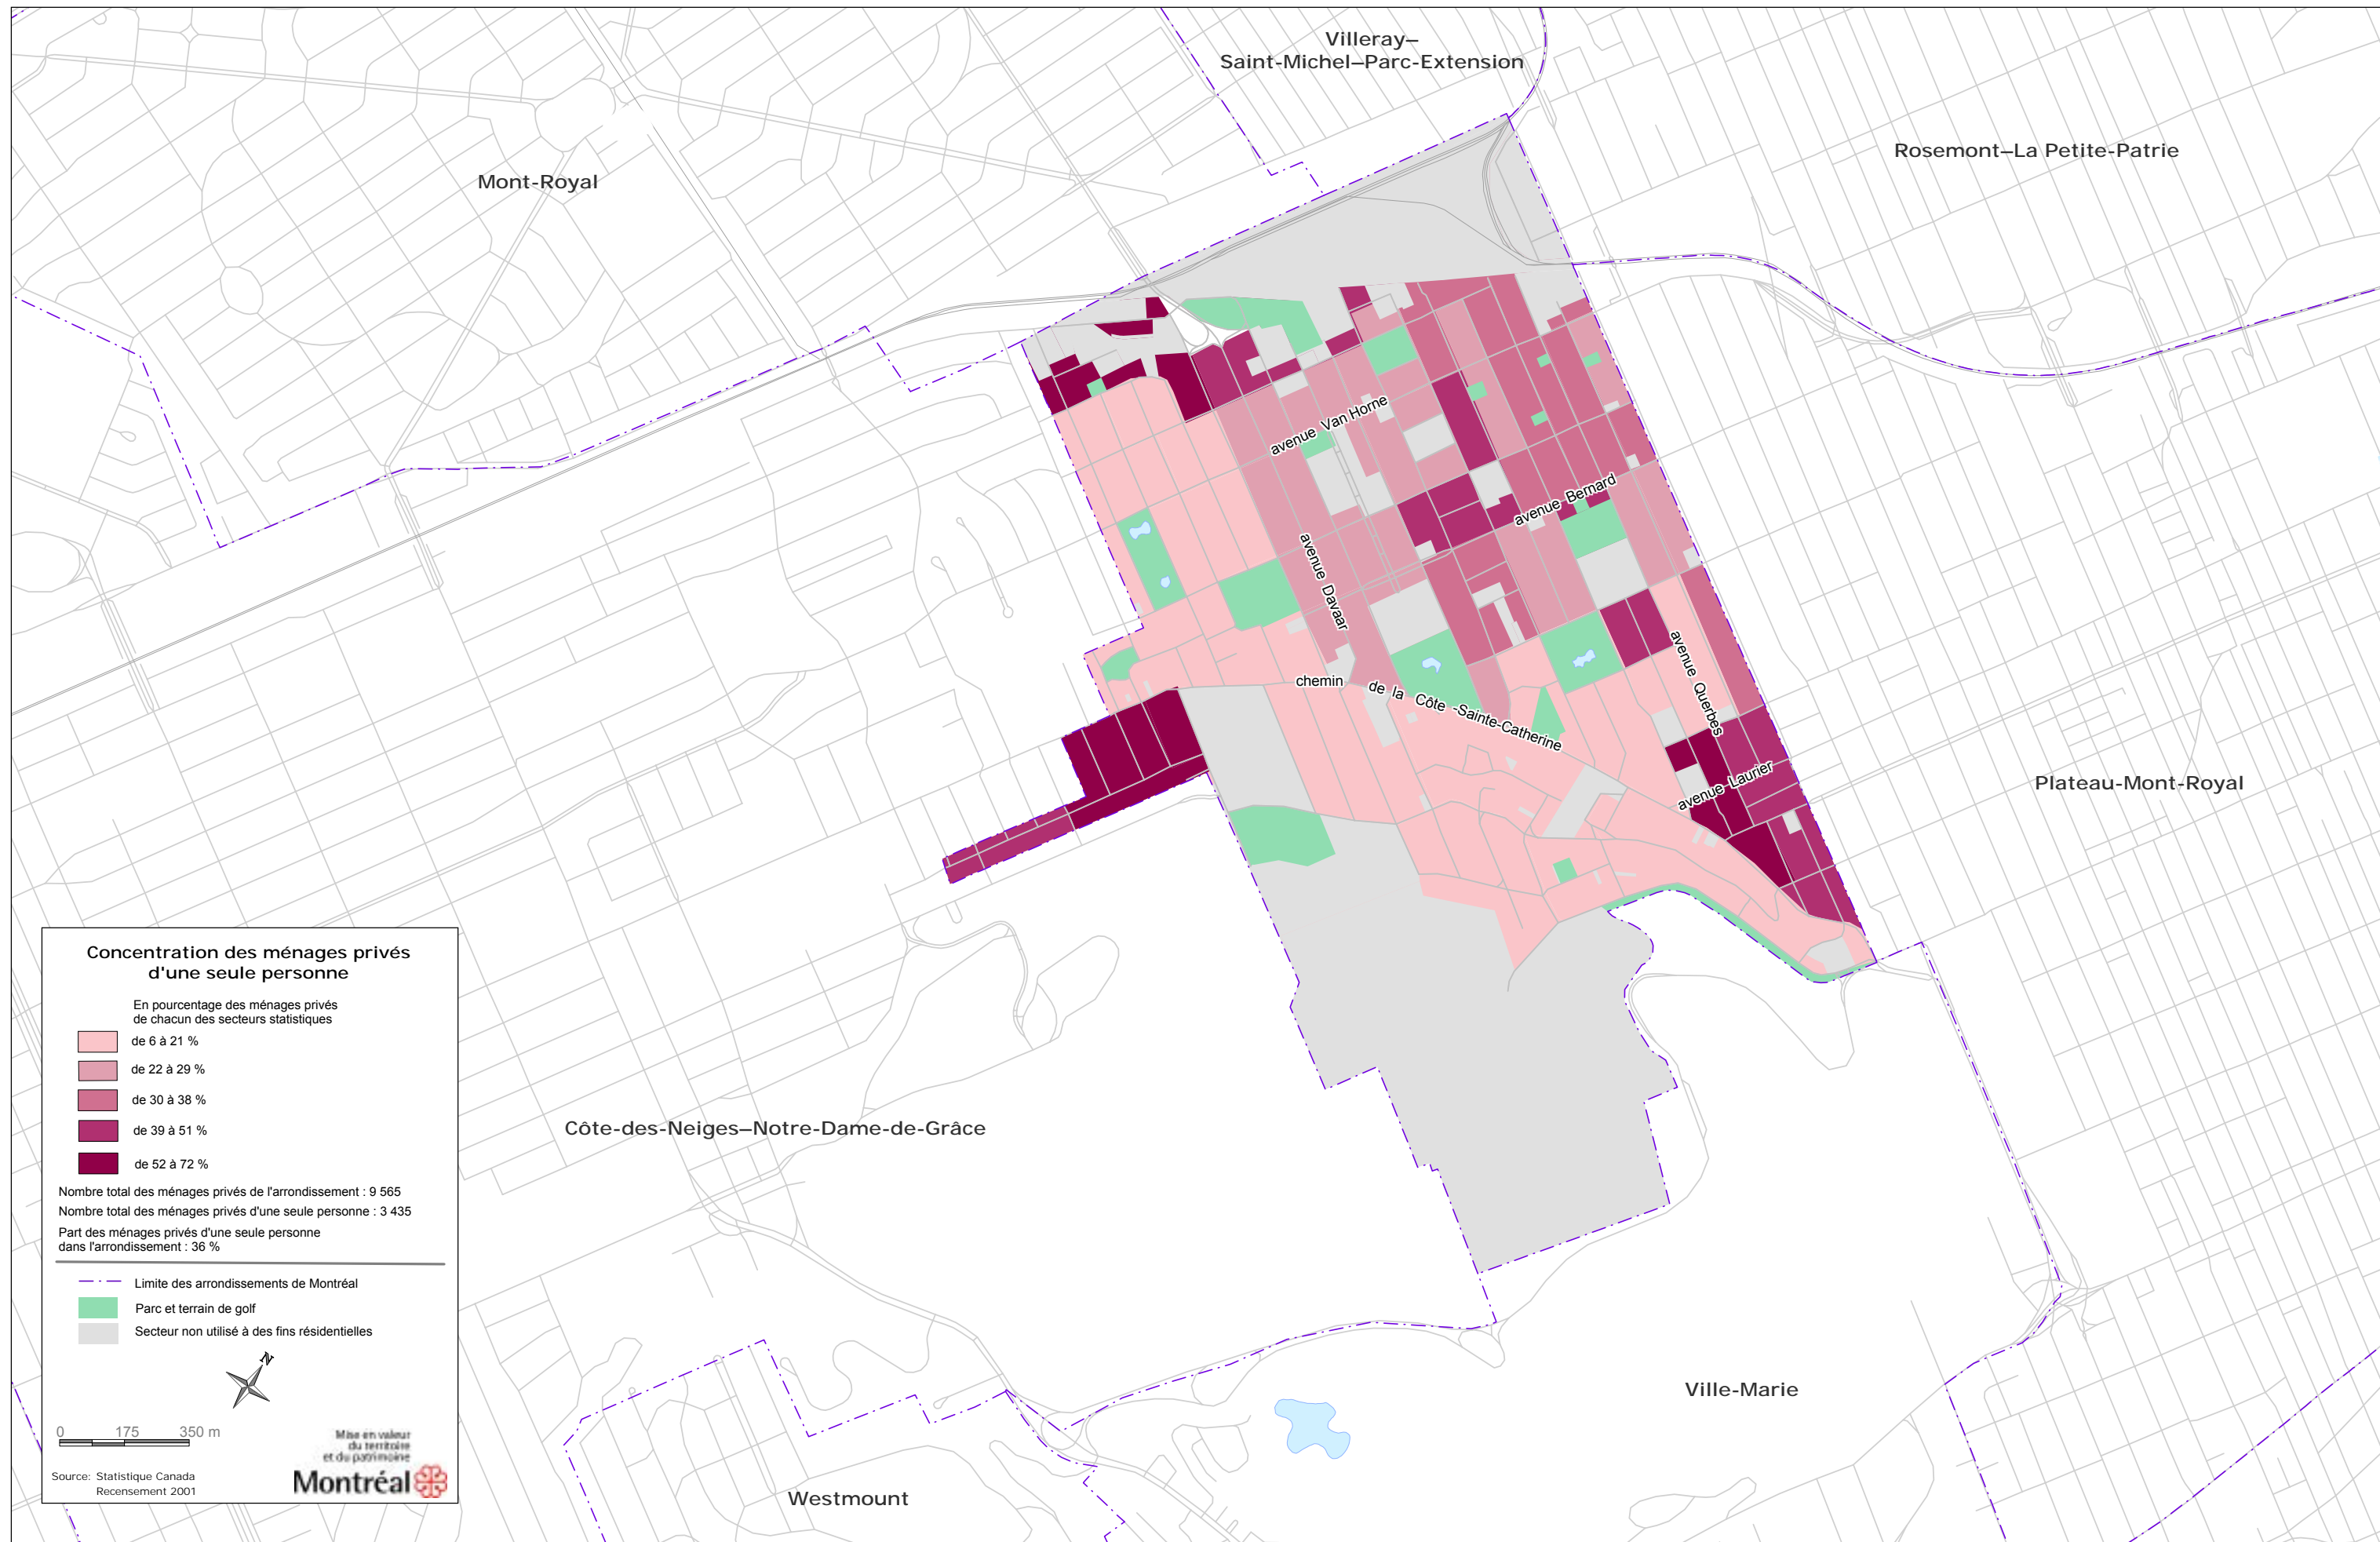 Villeray–
Saint-Michel–Parc-Extension
Rosemont–La Petite-Patrie
Mont-Royal
avenue Van Horne
avenue Bernard
avenue Davaar
chemin de la Côte-Sainte-Catherine
avenue Querbes
avenue Laurier
Plateau-Mont-Royal
Côte-des-Neiges–Notre-Dame-de-Grâce
Ville-Marie
Westmount
Concentration des ménages privés
d'une seule personne
En pourcentage des ménages privés
de chacun des secteurs statistiques
de 6 à 21 %
de 22 à 29 %
de 30 à 38 %
de 39 à 51 %
de 52 à 72 %
Nombre total des ménages privés de l'arrondissement : 9 565
Nombre total des ménages privés d'une seule personne : 3 435
Part des ménages privés d'une seule personne
dans l'arrondissement : 36 %
Limite des arrondissements de Montréal
Parc et terrain de golf
Secteur non utilisé à des fins résidentielles
N
0 175 350 m
Mise en valeur
du territoire
et du patrimoine
Montréal
Source: Statistique Canada
Recensement 2001